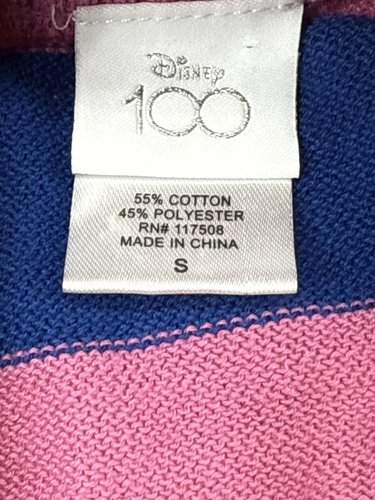 Disney
100
55% COTTON
45% POLYESTER
RN# 117508
MADE IN CHINA
S